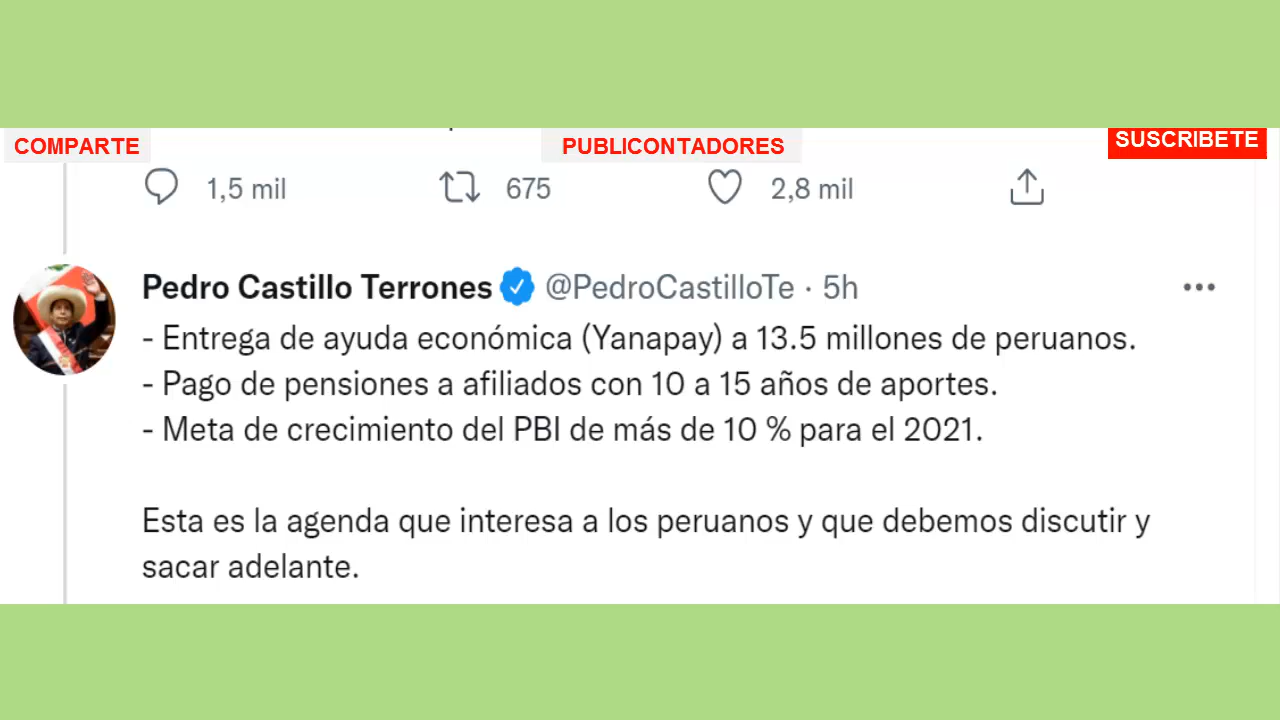 COMPARTE
PUBLICONTADORES
SUSCRIBETE
1,5 mil
675
2,8 mil
Pedro Castillo Terrones @PedroCastilloTe · 5h
- Entrega de ayuda económica (Yanapay) a 13.5 millones de peruanos.
- Pago de pensiones a afiliados con 10 a 15 años de aportes.
- Meta de crecimiento del PBI de más de 10 % para el 2021.
Esta es la agenda que interesa a los peruanos y que debemos discutir y
sacar adelante.